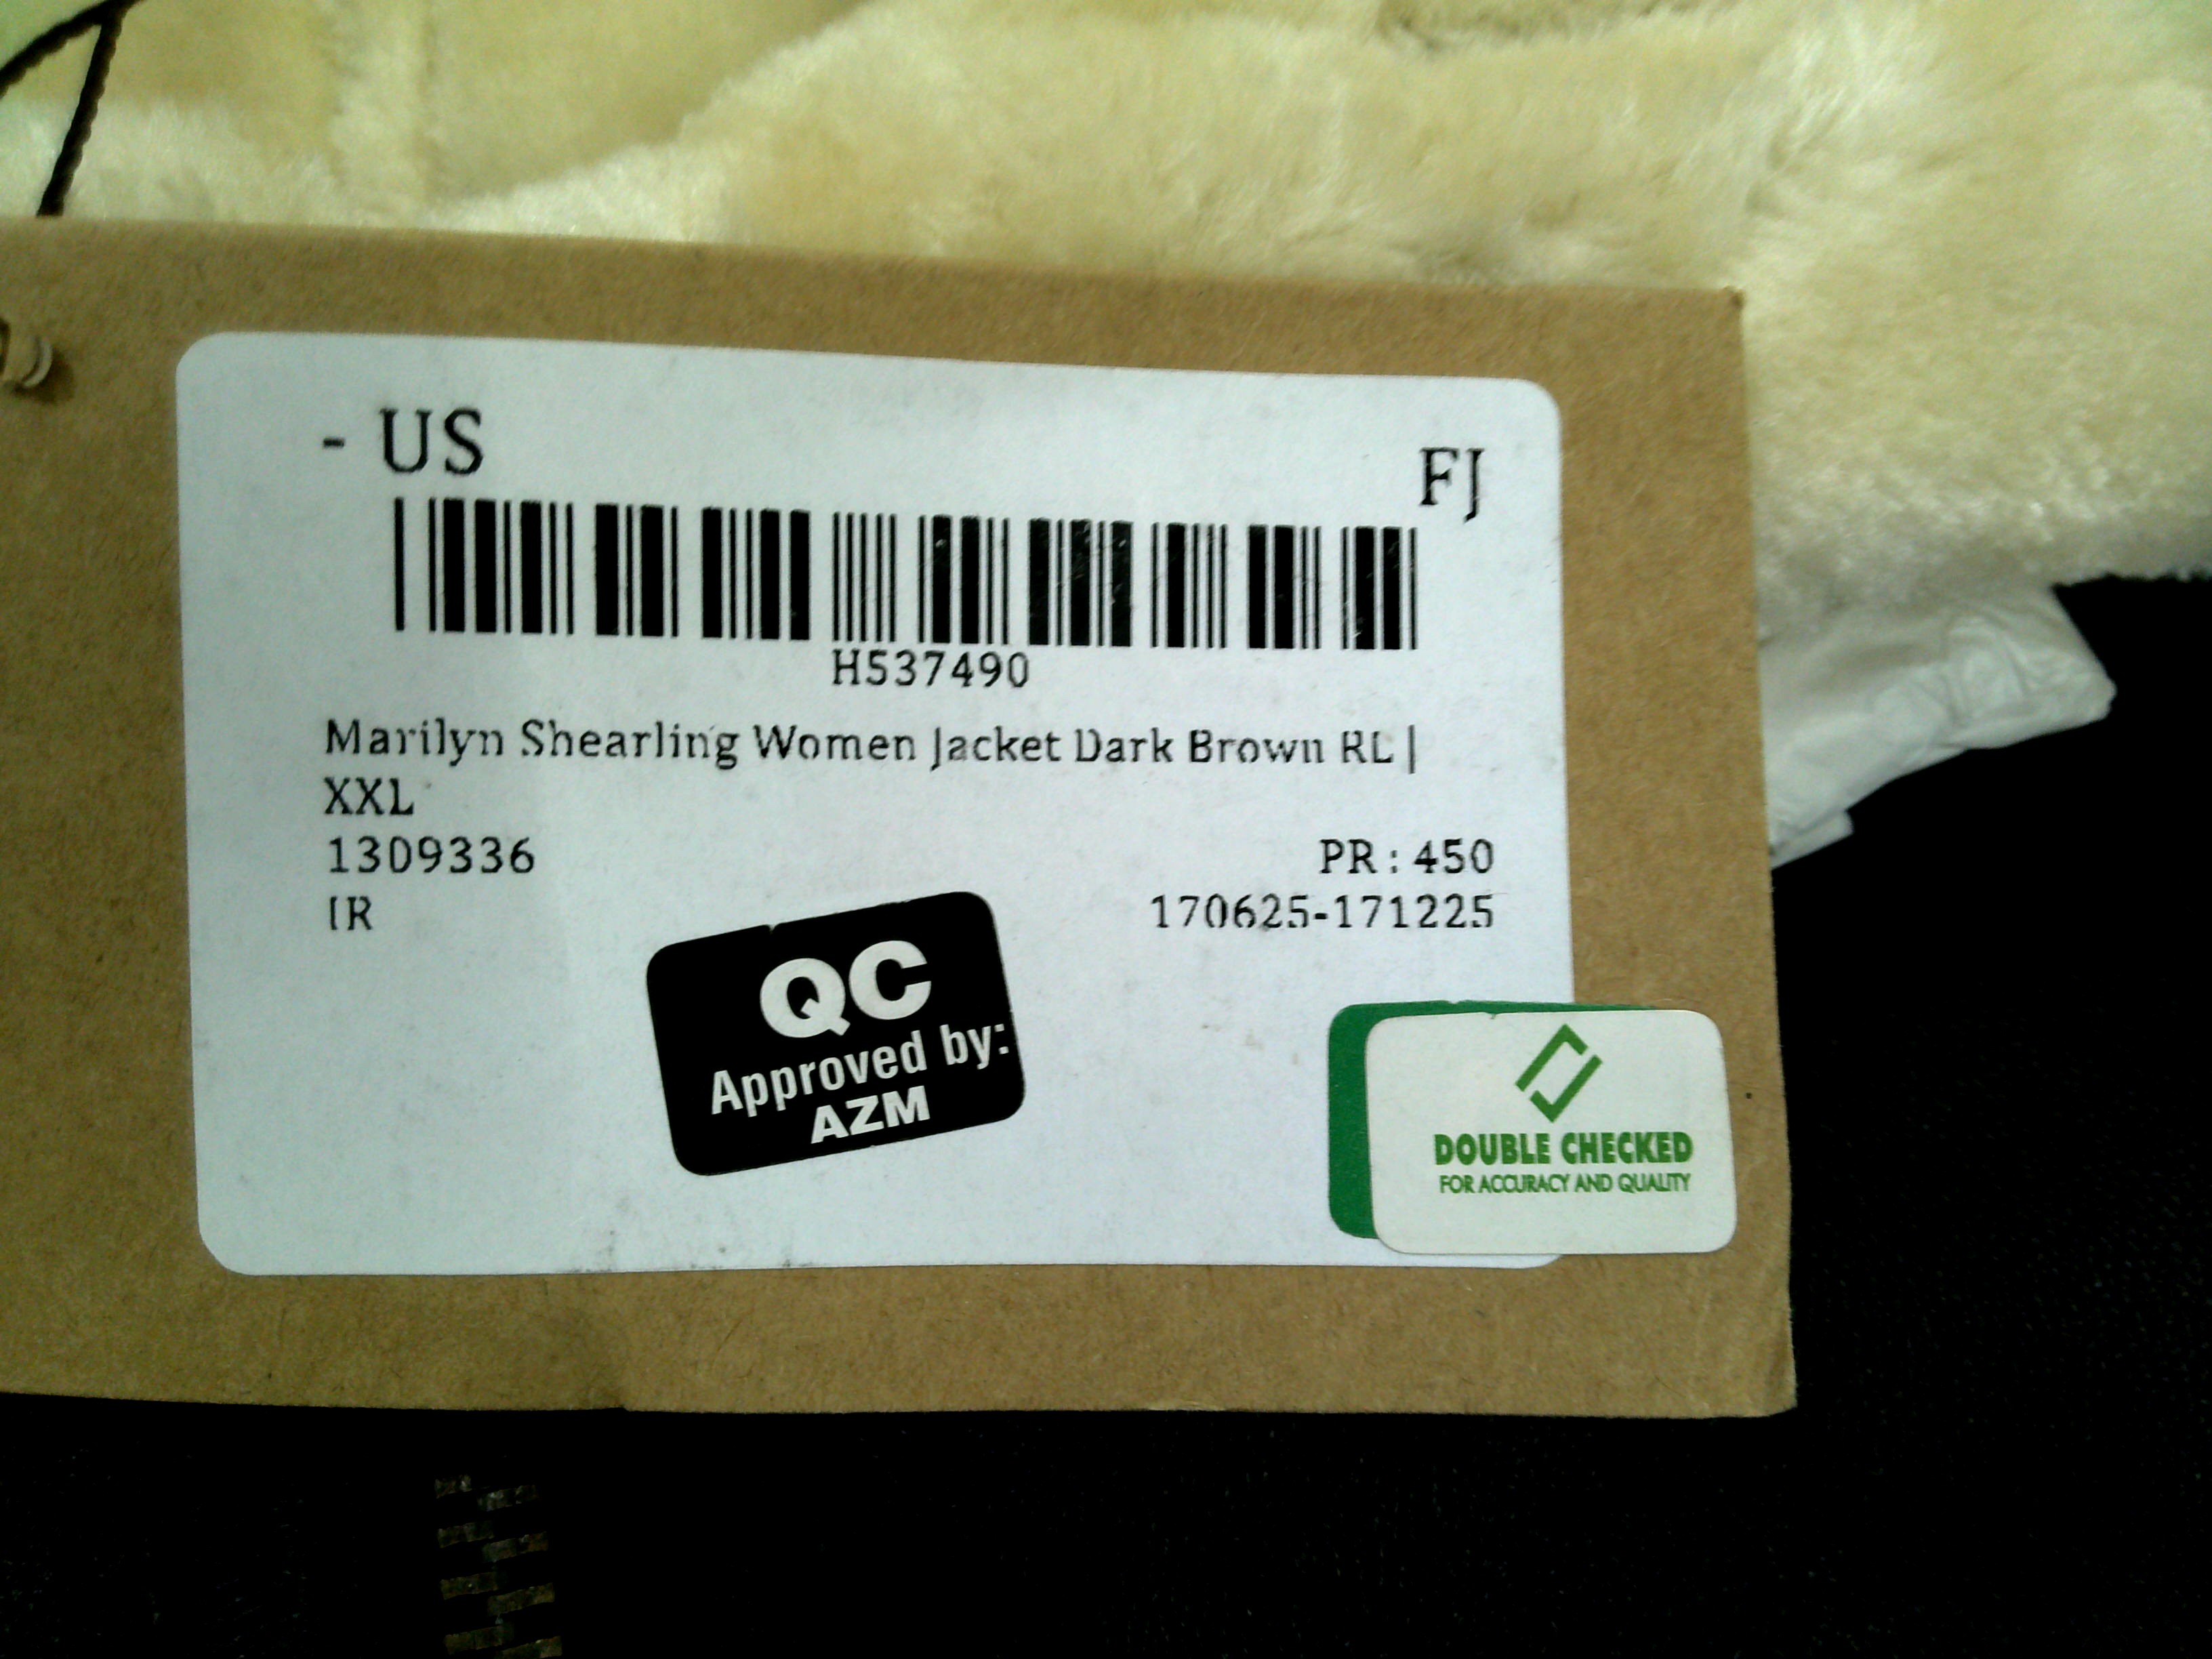 - US FJ
H537490
Marilyn Shearling Women Jacket Dark Brown RL |
XXL
1309336 PR : 450
IR 170625-171225
QC
Approved by:
AZM
DOUBLE CHECKED
FOR ACCURACY AND QUALITY